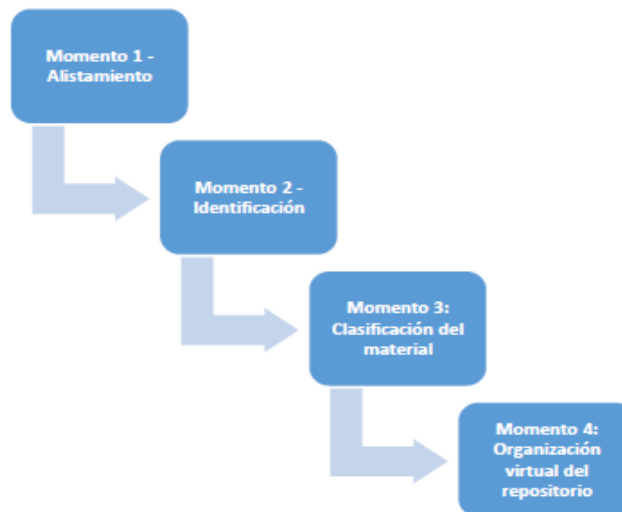 Momento 1 -
Alistamiento
Momento 2 -
Identificación
Momento 3:
Clasificación del
material
Momento 4:
Organización
virtual del
repositorio